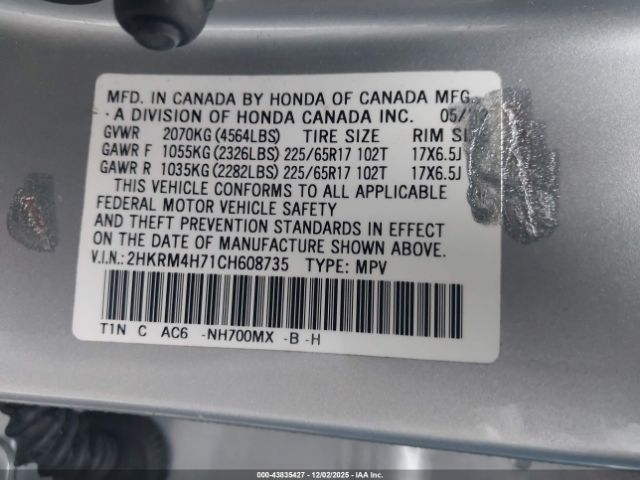 MFD. IN CANADA BY HONDA OF CANADA MFG.,
- A DIVISION OF HONDA CANADA INC. 05/12
GVWR 2070KG (4564LBS) TIRE SIZE RIM
GAWR F 1055KG (2326LBS) 225/65R17 102T 17X6.5J
GAWR R 1035KG (2282LBS) 225/65R17 102T 17X6.5J
THIS VEHICLE CONFORMS TO ALL APPLICABLE
FEDERAL MOTOR VEHICLE SAFETY
AND THEFT PREVENTION STANDARDS IN EFFECT
ON THE DATE OF MANUFACTURE SHOWN ABOVE.
V.I.N.: 2HKRM4H71CH608735 TYPE: MPV
T1N C AC6 -NH700MX -B -H
000-43835427 - 12/02/2025 - IAA Inc.